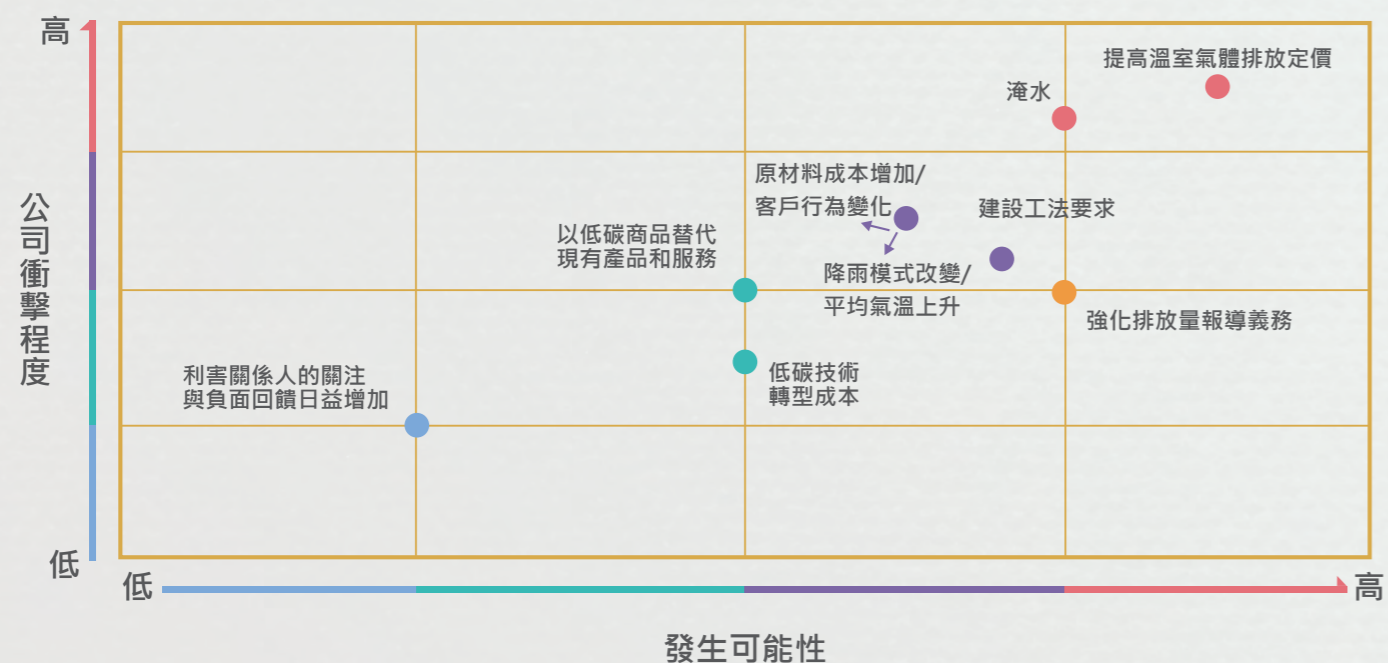 高
提高溫室氣體排放定價
淹水
原材料成本增加/
客戶行為變化
建設工法要求
公司衝擊程度
以低碳商品替代
現有產品和服務
降雨模式改變/
平均氣溫上升
強化排放量報導義務
低碳技術
轉型成本
利害關係人的關注
與負面回饋日益增加
低
低
高
發生可能性